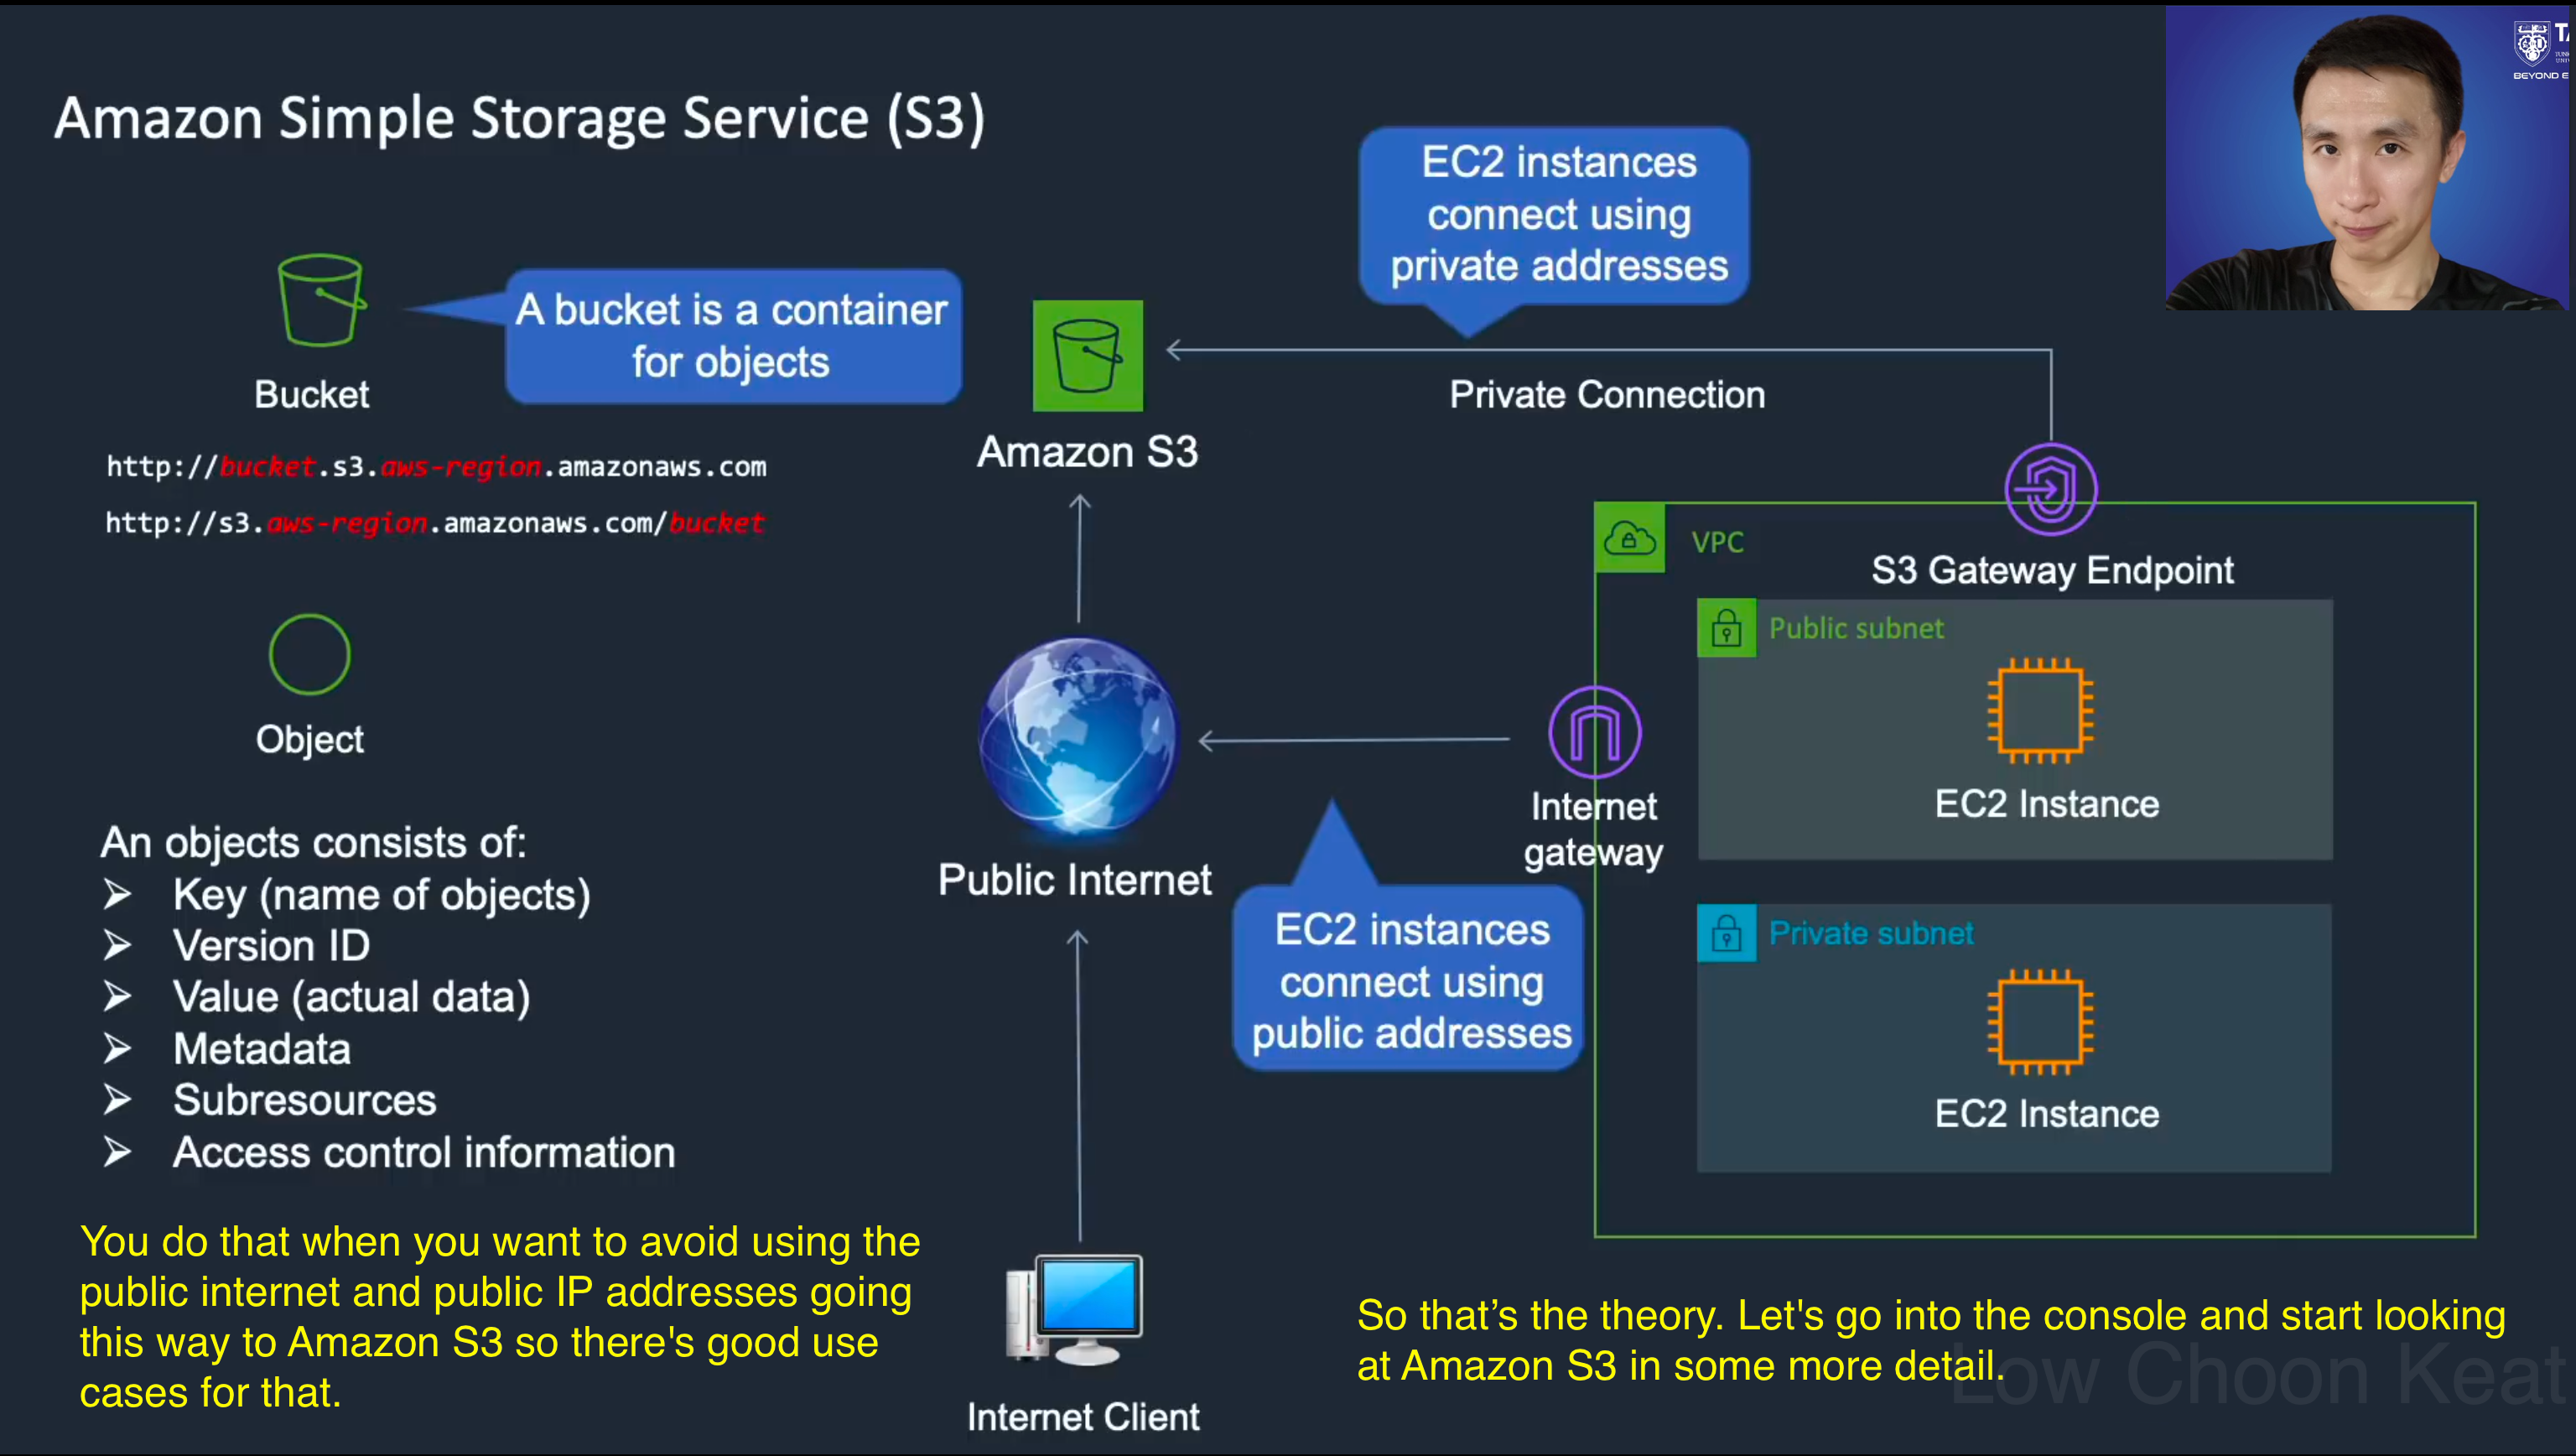 Amazon Simple Storage Service (S3)
Bucket
A bucket is a container
for objects
http://bucket.s3.aws-region.amazonaws.com
http://s3.aws-region.amazonaws.com/bucket
Object
An objects consists of:
➢ Key (name of objects)
➢ Version ID
➢ Value (actual data)
➢ Metadata
➢ Subresources
➢ Access control information
You do that when you want to avoid using the
public internet and public IP addresses going
this way to Amazon S3 so there's good use
cases for that.
Amazon S3
Public Internet
Internet Client
EC2 instances
connect using
private addresses
Private Connection
EC2 instances
connect using
public addresses
Internet
gateway
VPC
S3 Gateway Endpoint
Public subnet
EC2 Instance
Private subnet
EC2 Instance
So that’s the theory. Let's go into the console and start looking
at Amazon S3 in some more detail.
Low Choon Keat
BEYOND E